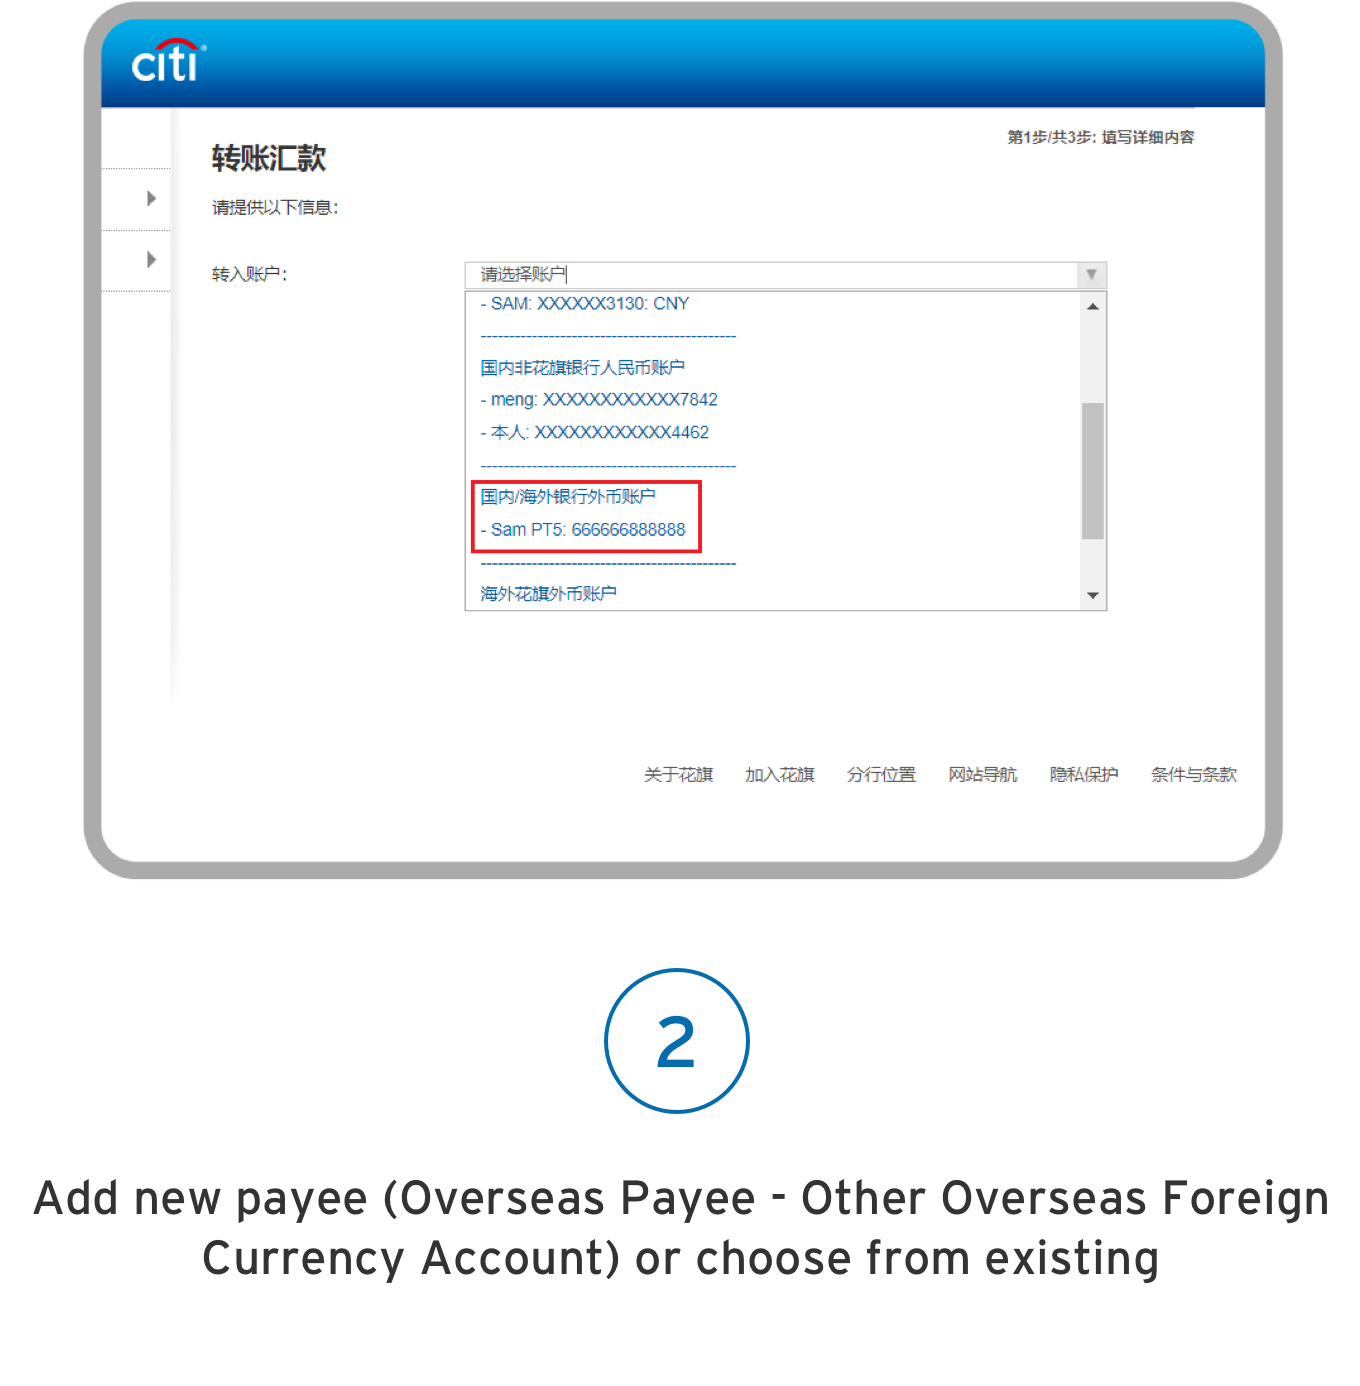 citi®
第1步/共3步: 填写详细内容
转账汇款
请提供以下信息:
转入账户:
请选择账户
- SAM: XXXXXX3130: CNY
---------------------------------------------
国内非花旗银行人民币账户
- meng: XXXXXXXXXXXX7842
- 本人: XXXXXXXXXXXX4462
---------------------------------------------
国内/海外银行外币账户
- Sam PT5: 666666888888
---------------------------------------------
海外花旗外币账户
关于花旗 加入花旗 分行位置 网站导航 隐私保护 条件与条款
2
Add new payee (Overseas Payee - Other Overseas Foreign
Currency Account) or choose from existing